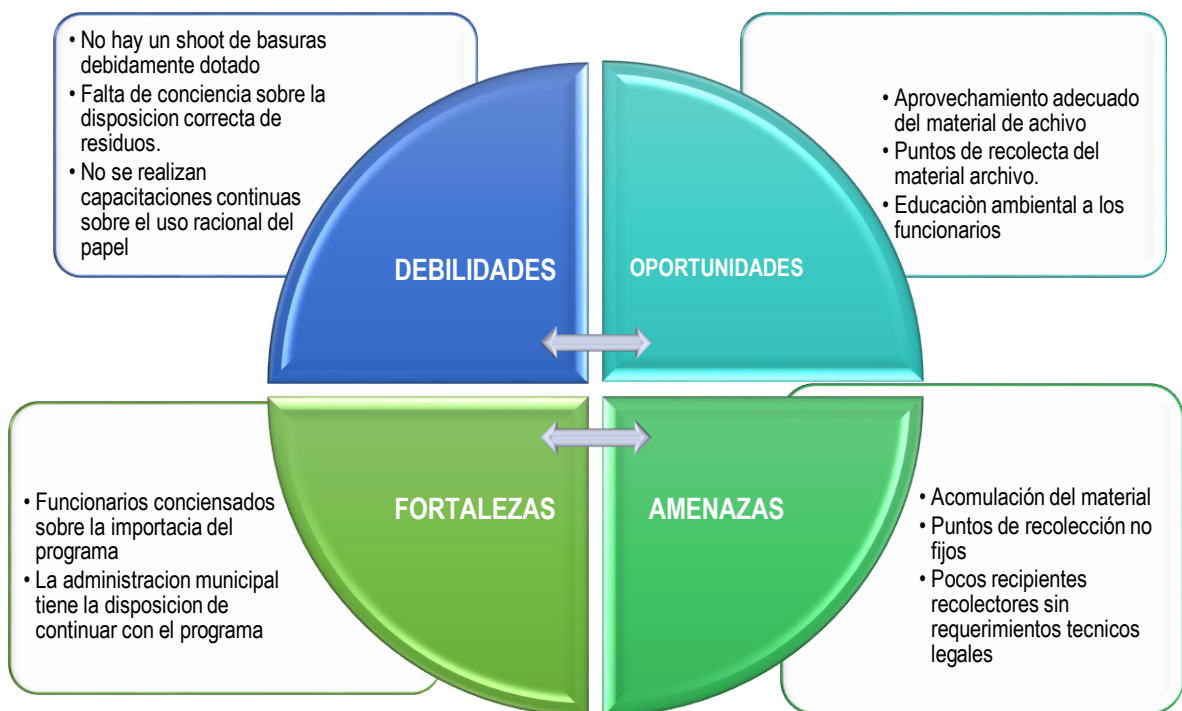 • No hay un shoot de basuras
debidamente dotado
• Falta de conciencia sobre la
disposicion correcta de
residuos.
• No se realizan
capacitaciones continuas
sobre el uso racional del
papel
• Aprovechamiento adecuado
del material de achivo
• Puntos de recolecta del
material archivo.
• Educaciòn ambiental a los
funcionarios
DEBILIDADES
OPORTUNIDADES
FORTALEZAS
AMENAZAS
• Funcionarios conciensados
sobre la importacia del
programa
• La administracion municipal
tiene la disposicion de
continuar con el programa
• Acomulación del material
• Puntos de recolección no
fijos
• Pocos recipientes
recolectores sin
requerimientos tecnicos
legales